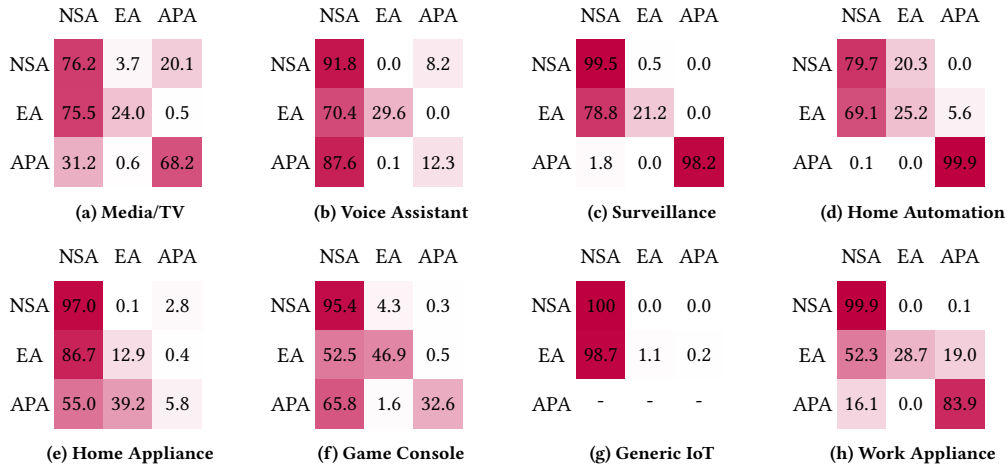 NSA EA APA NSA EA APA NSA EA APA NSA EA APA
NSA 76.2 3.7 20.1 NSA 91.8 0.0 8.2 NSA 99.5 0.5 0.0 NSA 79.7 20.3 0.0
EA 75.5 24.0 0.5 EA 70.4 29.6 0.0 EA 78.8 21.2 0.0 EA 69.1 25.2 5.6
APA 31.2 0.6 68.2 APA 87.6 0.1 12.3 APA 1.8 0.0 98.2 APA 0.1 0.0 99.9
(a) Media/TV (b) Voice Assistant (c) Surveillance (d) Home Automation
NSA EA APA NSA EA APA NSA EA APA NSA EA APA
NSA 97.0 0.1 2.8 NSA 95.4 4.3 0.3 NSA 100 0.0 0.0 NSA 99.9 0.0 0.1
EA 86.7 12.9 0.4 EA 52.5 46.9 0.5 EA 98.7 1.1 0.2 EA 52.3 28.7 19.0
APA 55.0 39.2 5.8 APA 65.8 1.6 32.6 APA - - - APA 16.1 0.0 83.9
(e) Home Appliance (f) Game Console (g) Generic IoT (h) Work Appliance